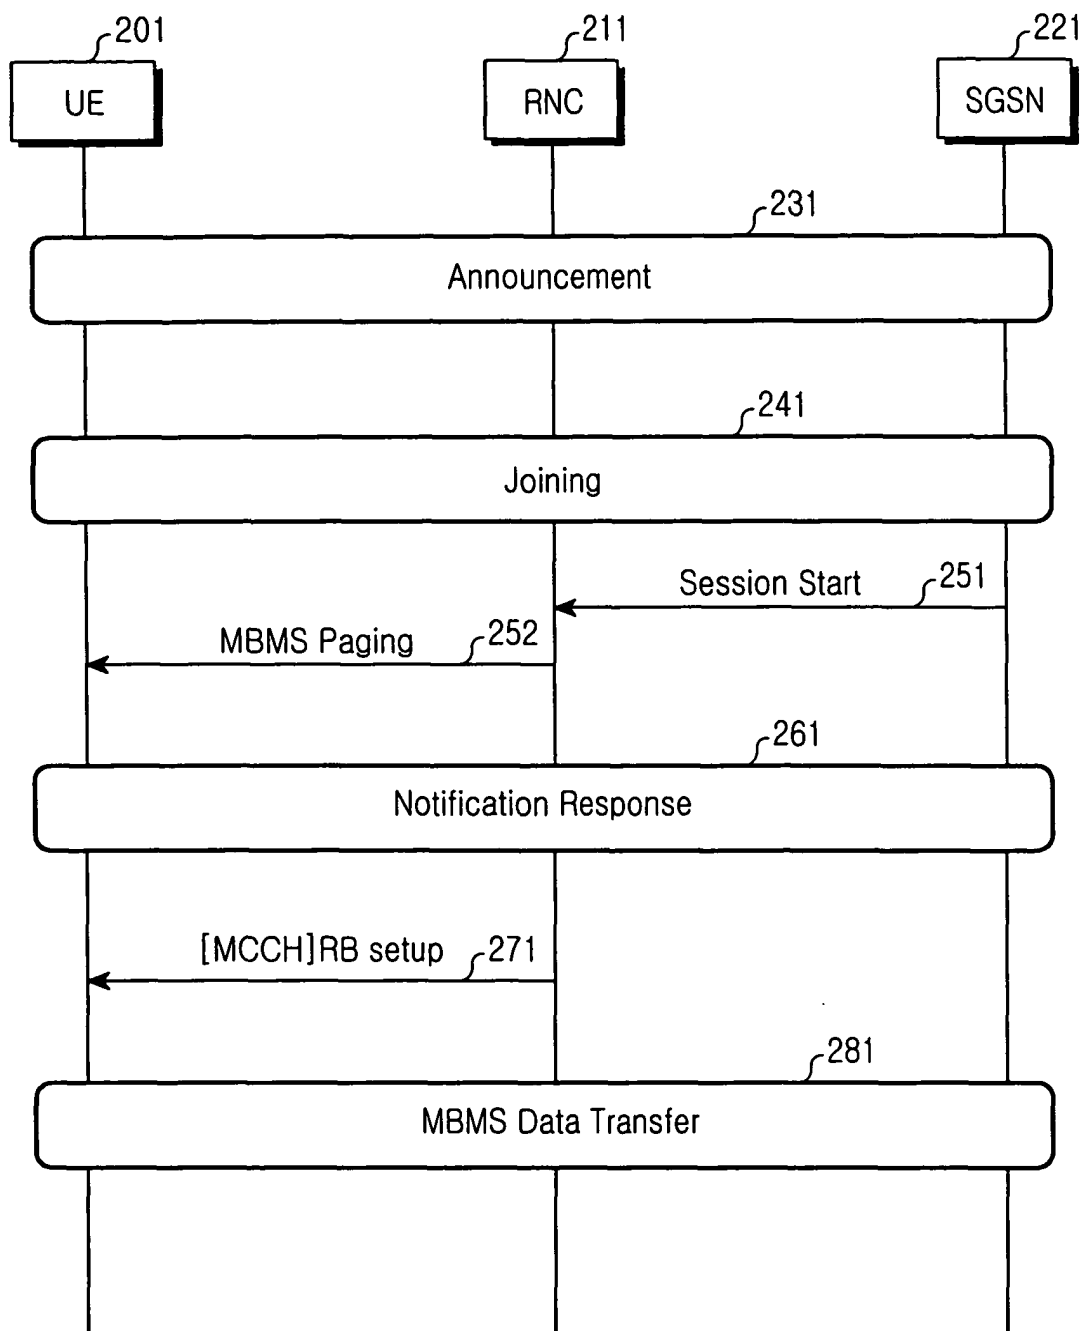 201
211
221
UE
RNC
SGSN
231
Announcement
241
Joining
Session Start
251
MBMS Paging
252
261
Notification Response
[MCCH]RB setup
271
281
MBMS Data Transfer